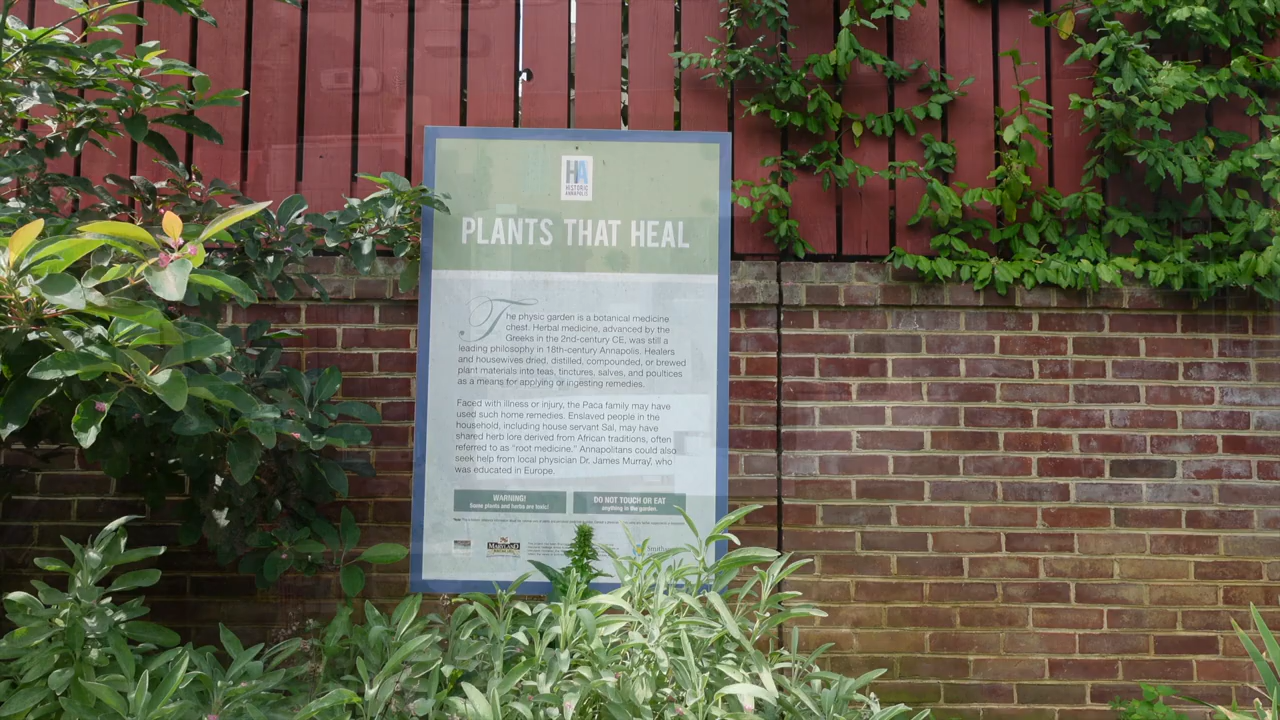 HA
HISTORIC
ANNAPOLIS
PLANTS THAT HEAL
The physic garden is a botanical medicine
chest. Herbal medicine, advanced by the
Greeks in the 2nd-century CE, was still a
leading philosophy in 18th-century Annapolis. Healers
and housewives dried, distilled, compounded, or brewed
plant materials into teas, tinctures, salves, and poultices
as a means for applying or ingesting remedies.
Faced with illness or injury, the Paca family may have
used such home remedies. Enslaved people in the
household, including house servant Sal, may have
shared herb lore derived from African traditions, often
referred to as “root medicine.” Annapolitans could also
seek help from local physician Dr. James Murray, who
was educated in Europe.
WARNING!
Some plants and herbs are toxic!
DO NOT TOUCH OR EAT
anything in the garden.
MARYLAND